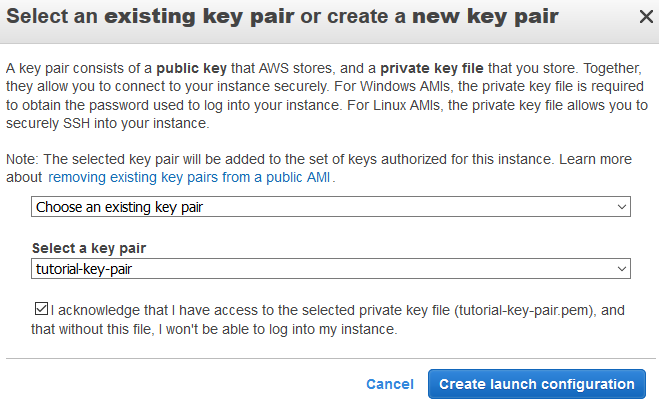 Select an existing key pair or create a new key pair
A key pair consists of a public key that AWS stores, and a private key file that you store. Together,
they allow you to connect to your instance securely. For Windows AMIs, the private key file is required
to obtain the password used to log into your instance. For Linux AMIs, the private key file allows you to
securely SSH into your instance.
Note: The selected key pair will be added to the set of keys authorized for this instance. Learn more
about removing existing key pairs from a public AMI.
Choose an existing key pair
Select a key pair
tutorial-key-pair
I acknowledge that I have access to the selected private key file (tutorial-key-pair.pem), and
that without this file, I won't be able to log into my instance.
Cancel Create launch configuration